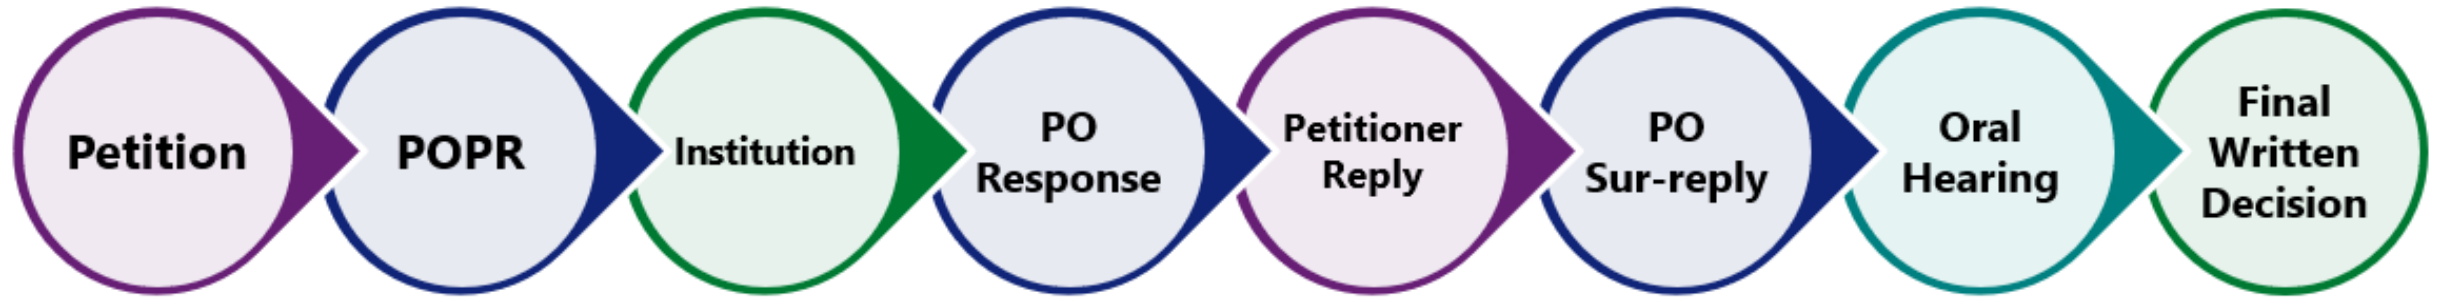 Petition
POPR
Institution
PO
Response
Petitioner
Reply
PO
Sur-reply
Oral
Hearing
Final
Written
Decision